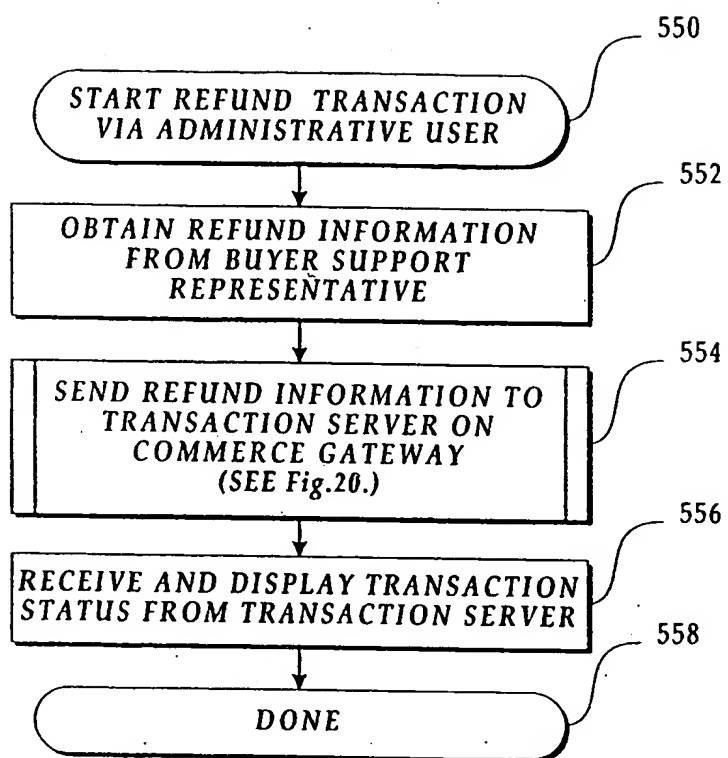 550
START REFUND TRANSACTION
VIA ADMINISTRATIVE USER
552
OBTAIN REFUND INFORMATION
FROM BUYER SUPPORT
REPRESENTATIVE
554
SEND REFUND INFORMATION TO
TRANSACTION SERVER ON
COMMERCE GATEWAY
(SEE Fig.20.)
556
RECEIVE AND DISPLAY TRANSACTION
STATUS FROM TRANSACTION SERVER
558
DONE